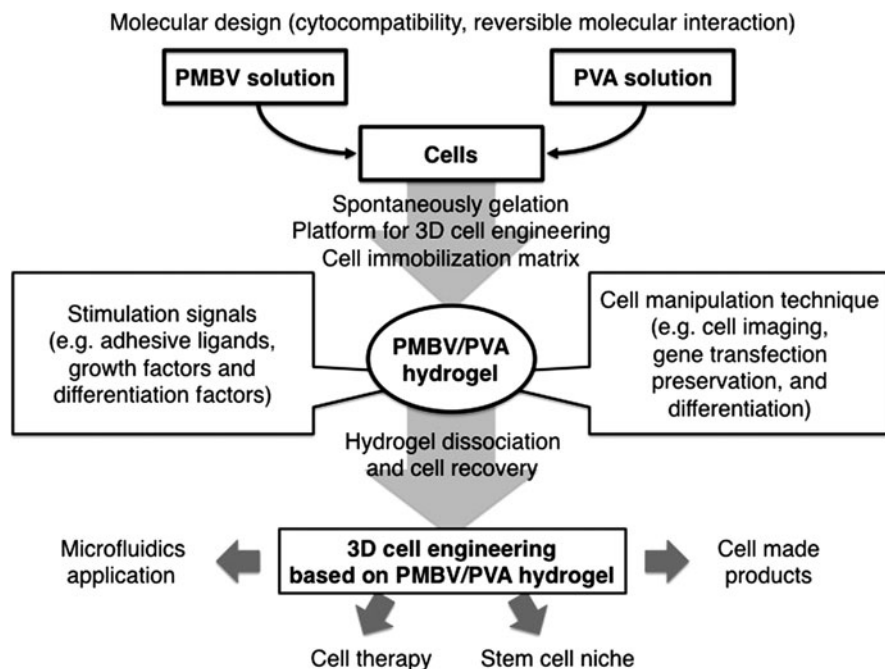 Molecular design (cytocompatibility, reversible molecular interaction)
PMBV solution
PVA solution
Cells
Spontaneously gelation
Platform for 3D cell engineering
Cell immobilization matrix
Stimulation signals
(e.g. adhesive ligands,
growth factors and
differentiation factors)
PMBV/PVA
hydrogel
Cell manipulation technique
(e.g. cell imaging,
gene transfection
preservation, and
differentiation)
Hydrogel dissociation
and cell recovery
Microfluidics
application
3D cell engineering
based on PMBV/PVA hydrogel
Cell made
products
Cell therapy
Stem cell niche